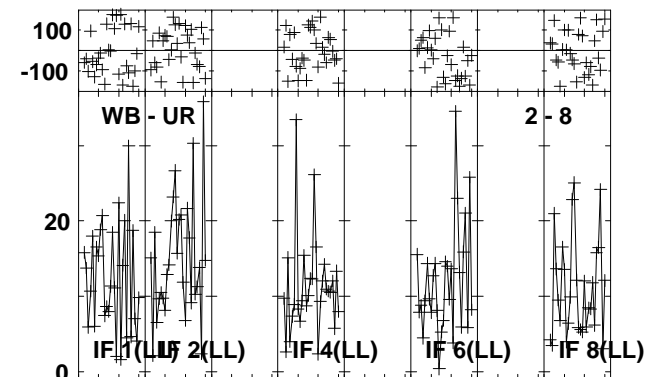 100
-100
WB - UR 2 - 8
20
0
IF 1(LL) IF 2(LL) IF 4(LL) IF 6(LL) IF 8(LL)